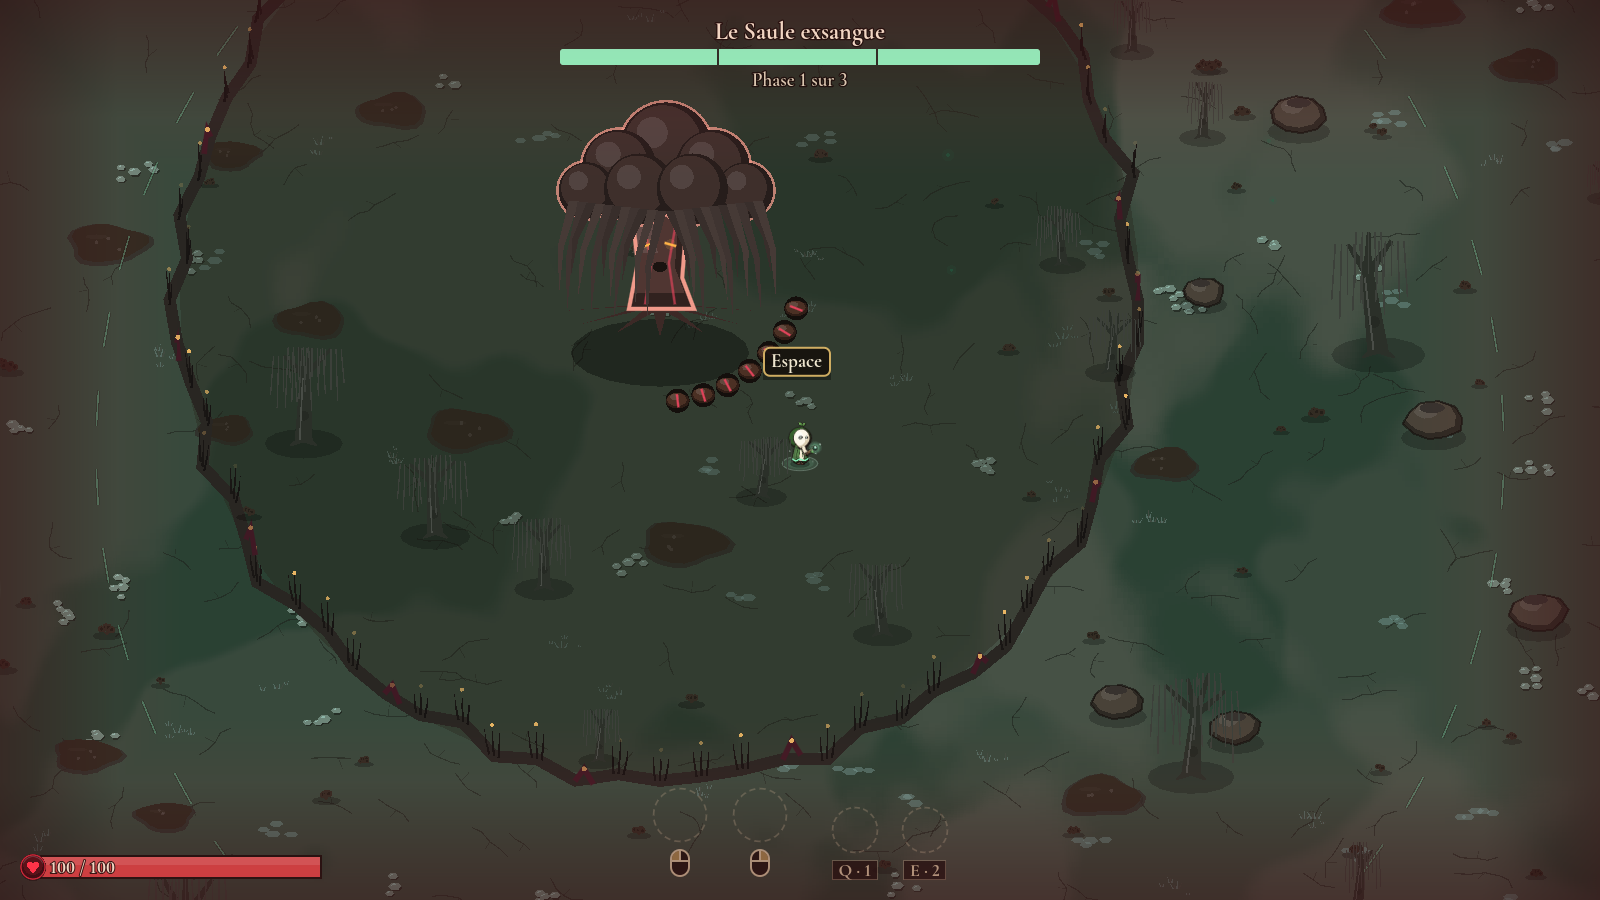 Le Saule exsangue
Phase 1 sur 3
Espace
100 / 100
Q · 1
E · 2